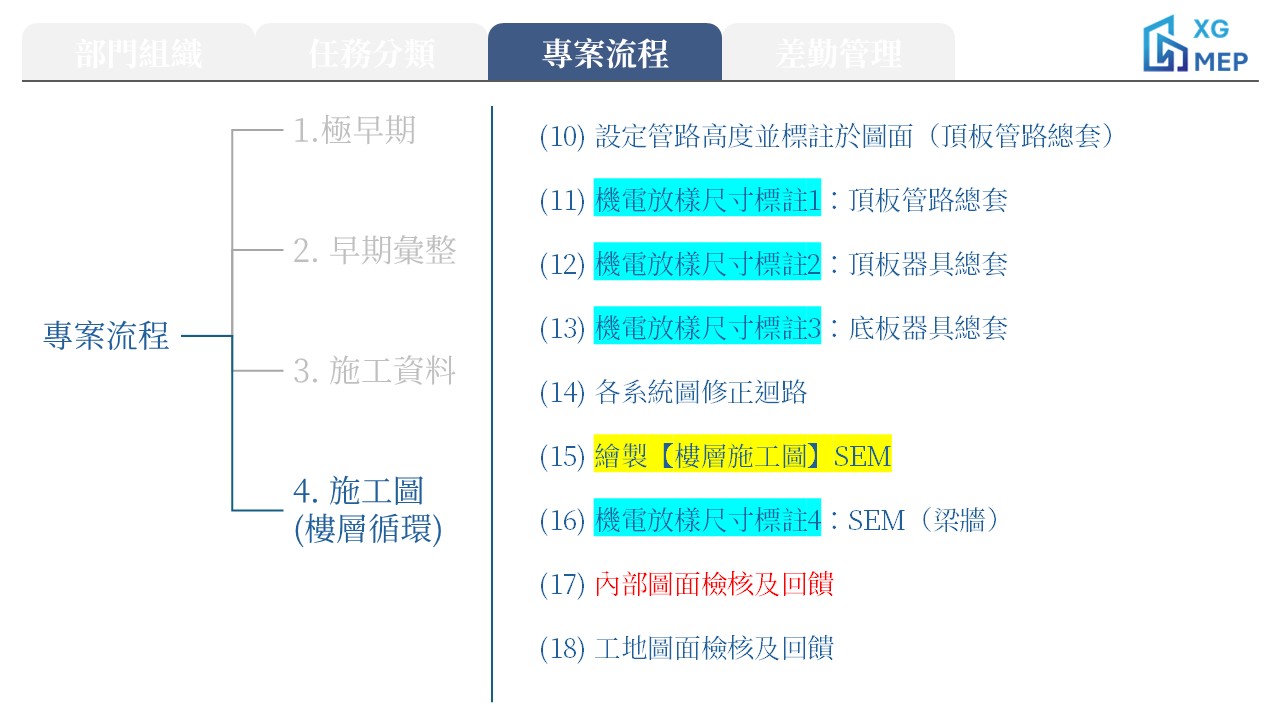 部門組織
任務分類
專案流程
差勤管理
XG
MEP
專案流程
1.極早期
2. 早期彙整
3. 施工資料
4. 施工圖
(樓層循環)
(10) 設定管路高度並標註於圖面（頂板管路總套）
(11) 機電放樣尺寸標註1：頂板管路總套
(12) 機電放樣尺寸標註2：頂板器具總套
(13) 機電放樣尺寸標註3：底板器具總套
(14) 各系統圖修正迴路
(15) 繪製【樓層施工圖】SEM
(16) 機電放樣尺寸標註4：SEM（梁牆）
(17) 內部圖面檢核及回饋
(18) 工地圖面檢核及回饋